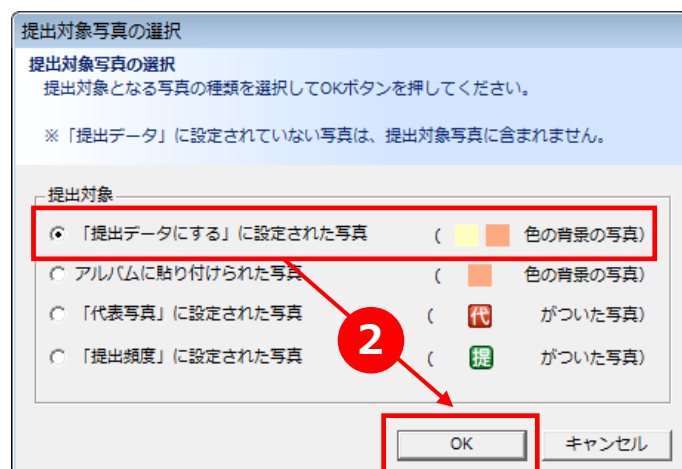 提出対象写真の選択
提出対象写真の選択
提出対象となる写真の種類を選択してOKボタンを押してください。
※「提出データ」に設定されていない写真は、提出対象写真に含まれません。
提出対象
「提出データにする」に設定された写真 ( 色の背景の写真)
アルバムに貼り付けられた写真 ( 色の背景の写真)
「代表写真」に設定された写真 ( 代 がついた写真)
「提出頻度」に設定された写真 ( 提 がついた写真)
2
OK キャンセル